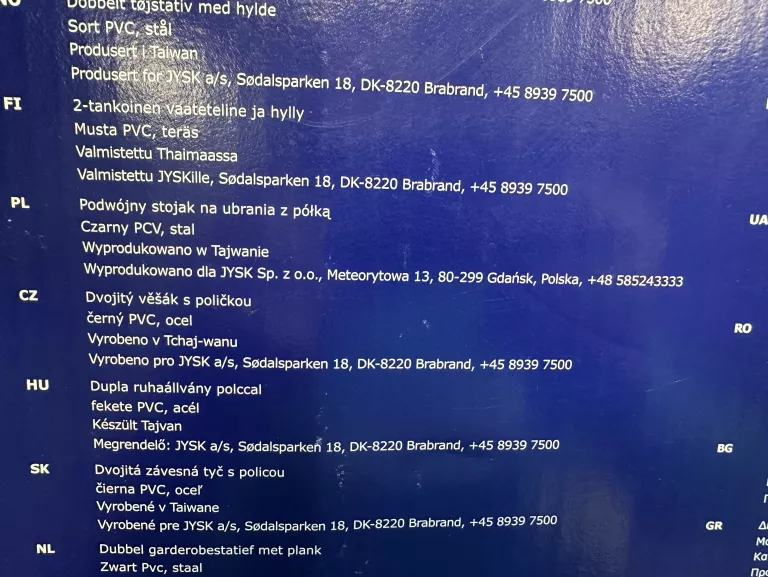 NO Dobbelt tøjstativ med hylde
Sort PVC, stål
Produsert i Taiwan
Produsert for JYSK a/s, Sødalsparken 18, DK-8220 Brabrand, +45 8939 7500
FI 2-tankoinen vaateteline ja hylly
Musta PVC, teräs
Valmistettu Thaimaassa
Valmistettu JYSKille, Sødalsparken 18, DK-8220 Brabrand, +45 8939 7500
PL Podwójny stojak na ubrania z półką
Czarny PCV, stal
Wyprodukowano w Tajwanie
Wyprodukowano dla JYSK Sp. z o.o., Meteorytowa 13, 80-299 Gdańsk, Polska, +48 585243333
CZ Dvojitý věšák s poličkou
černý PVC, ocel
Vyrobeno v Tchaj-wanu
Vyrobeno pro JYSK a/s, Sødalsparken 18, DK-8220 Brabrand, +45 8939 7500
HU Dupla ruhaállvány polccal
fekete PVC, acél
Készült Tajvan
Megrendelő: JYSK a/s, Sødalsparken 18, DK-8220 Brabrand, +45 8939 7500
SK Dvojitá závesná tyč s policou
čierna PVC, oceľ
Vyrobené v Taiwane
Vyrobené pre JYSK a/s, Sødalsparken 18, DK-8220 Brabrand, +45 8939 7500
NL Dubbel garderobestatief met plank
Zwart Pvc, staal
UA
RO
BG
GR